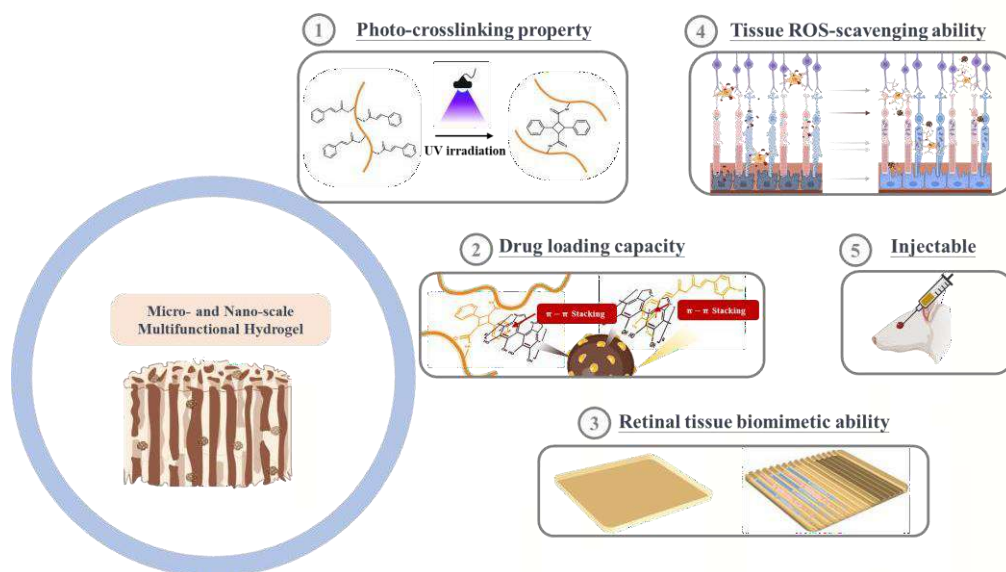 1 Photo-crosslinking property
UV irradiation
4 Tissue ROS-scavenging ability
2 Drug loading capacity
π – π Stacking
π – π Stacking
5 Injectable
Micro- and Nano-scale
Multifunctional Hydrogel
3 Retinal tissue biomimetic ability